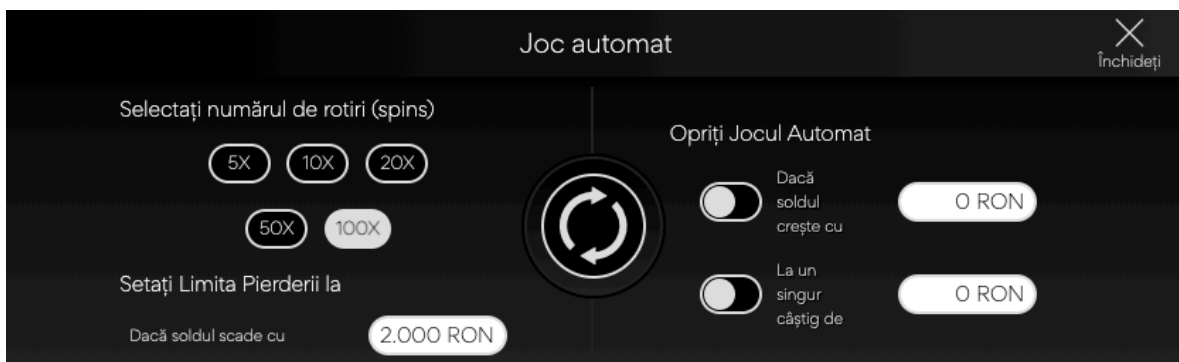 Joc automat
Închideți
Selectați numărul de rotiri (spins)
5X 10X 20X
50X 100X
Setați Limita Pierderii la
Dacă soldul scade cu 2.000 RON
Opriți Jocul Automat
Dacă
soldul
crește cu
0 RON
La un
singur
câștig de
0 RON